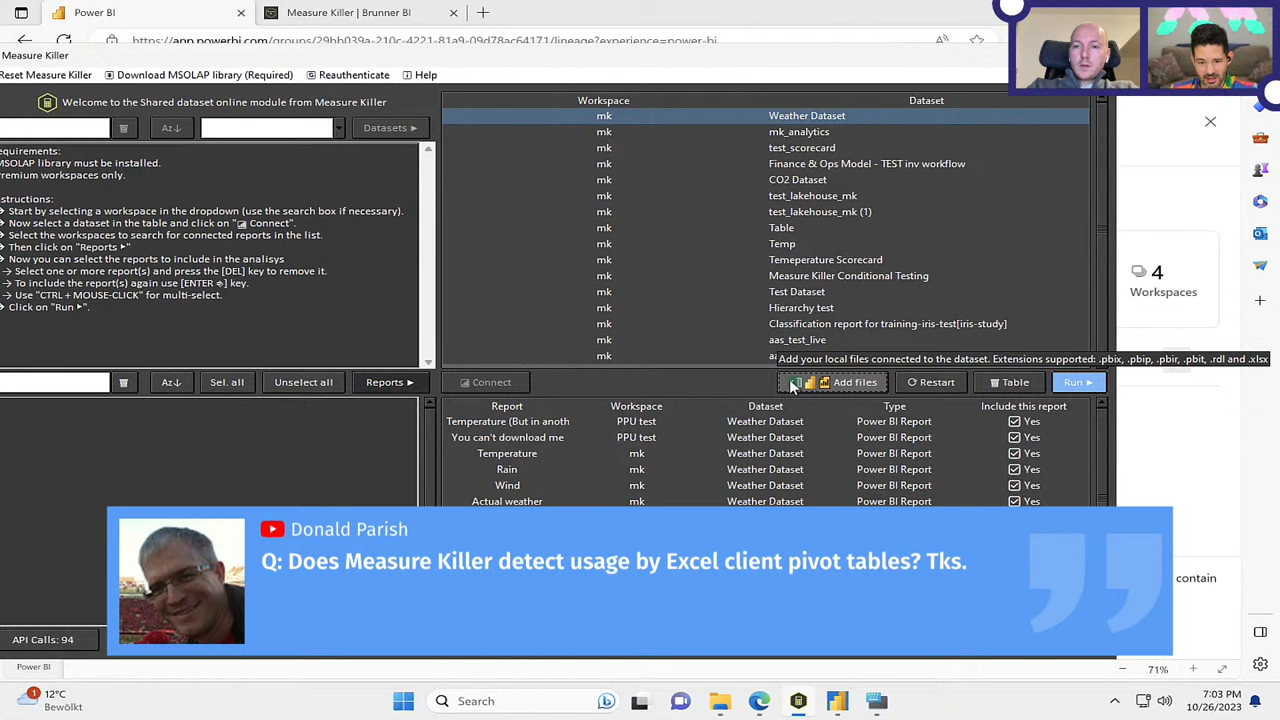 Power BI
Measure Killer | Brunner BI
https://app.powerbi.com/groups/29bb039a-
/lineage?experience=power-bi
Measure Killer
Reset Measure Killer
Download MSOLAP library (Required)
Reauthenticate
Help
Welcome to the Shared dataset online module from Measure Killer
Datasets
equirements:
MSOLAP library must be installed.
Premium workspaces only.
nstructions:
Start by selecting a workspace in the dropdown (use the search box if necessary).
Now select a dataset in the table and click on " Connect".
Select the workspaces to search for connected reports in the list.
Then click on "Reports "
Now you can select the reports to include in the analisys
Select one or more report(s) and press the [DEL] key to remove it.
To include the report(s) again use [ENTER ] key.
Use "CTRL + MOUSE-CLICK" for multi-select.
Click on "Run ".
Workspace Dataset
mk Weather Dataset
mk mk_analytics
mk test_scorecard
mk Finance & Ops Model - TEST inv workflow
mk CO2 Dataset
mk test_lakehouse_mk
mk test_lakehouse_mk (1)
mk Table
mk Temp
mk Temeperature Scorecard
mk Measure Killer Conditional Testing
mk Test Dataset
mk Hierarchy test
mk Classification report for training-iris-test[iris-study]
mk aas_test_live
mk
Add your local files connected to the dataset. Extensions supported: .pbix, .pbip, .pbir, .pbit, .rdl and .xlsx
Sel. all
Unselect all
Reports
Connect
Add files
Restart
Table
Run
Report Workspace Dataset Type Include this report
Temperature (But in anoth PPU test Weather Dataset Power BI Report Yes
You can't download me PPU test Weather Dataset Power BI Report Yes
Temperature mk Weather Dataset Power BI Report Yes
Rain mk Weather Dataset Power BI Report Yes
Wind mk Weather Dataset Power BI Report Yes
Actual weather mk Weather Dataset Power BI Report Yes
4
Workspaces
contain
Donald Parish
Q: Does Measure Killer detect usage by Excel client pivot tables? Tks.
API Calls: 94
Power BI
71%
1
12°C
Bewölkt
Search
7:03 PM
10/26/2023